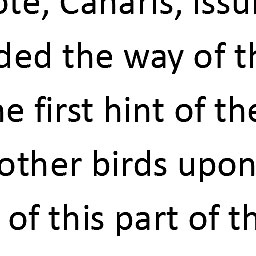 ote, Canaris, issu
ded the way of th
e first hint of the
other birds upon
of this part of th